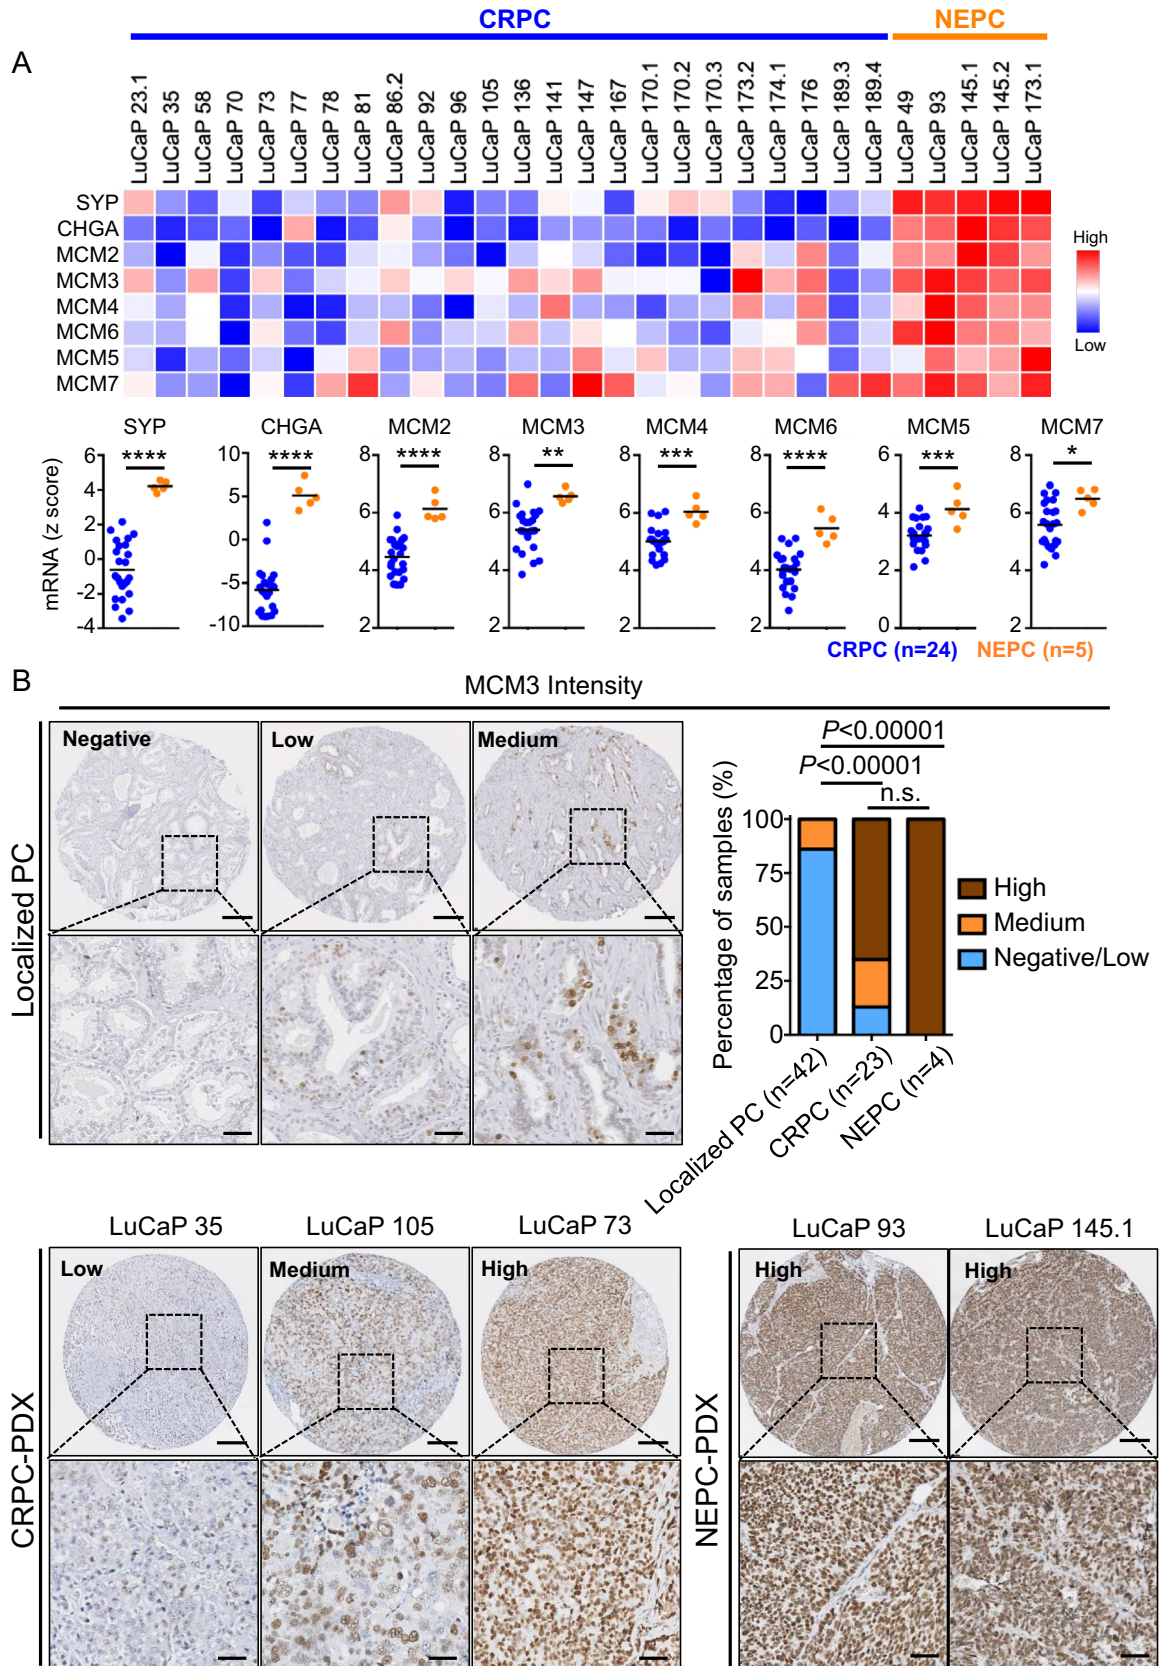 CRPC NEPC
A
LuCaP 23.1
LuCaP 35
LuCaP 58
LuCaP 70
LuCaP 73
LuCaP 77
LuCaP 78
LuCaP 81
LuCaP 86.2
LuCaP 92
LuCaP 96
LuCaP 105
LuCaP 136
LuCaP 141
LuCaP 147
LuCaP 167
LuCaP 170.1
LuCaP 170.2
LuCaP 170.3
LuCaP 173.2
LuCaP 174.1
LuCaP 176
LuCaP 189.3
LuCaP 189.4
LuCaP 49
LuCaP 93
LuCaP 145.1
LuCaP 145.2
LuCaP 173.1
SYP
CHGA
MCM2
MCM3
MCM4
MCM6
MCM5
MCM7
High
Low
SYP CHGA MCM2 MCM3 MCM4 MCM6 MCM5 MCM7
**** **** **** ** *** **** *** *
mRNA (z score)
6 4 2 0 -2 -4
10 5 0 -5 -10
8 6 4 2
8 6 4 2
8 6 4 2
8 6 4 2
6 4 2 0
8 6 4 2
CRPC (n=24) NEPC (n=5)
B
MCM3 Intensity
Localized PC
Negative Low Medium
P<0.00001
P<0.00001
n.s.
Percentage of samples (%)
100
75
50
25
0
High
Medium
Negative/Low
Localized PC (n=42)
CRPC (n=23)
NEPC (n=4)
CRPC-PDX
LuCaP 35 LuCaP 105 LuCaP 73
Low Medium High
NEPC-PDX
LuCaP 93 LuCaP 145.1
High High